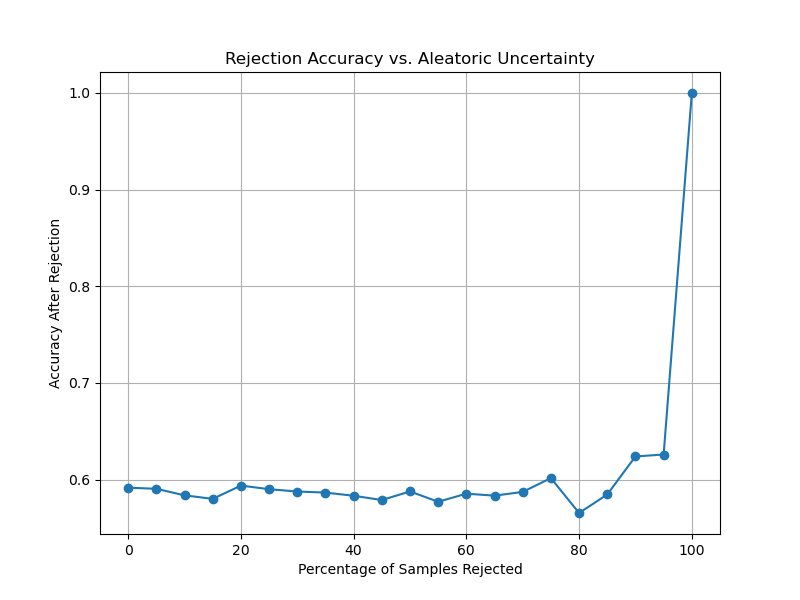 Rejection Accuracy vs. Aleatoric Uncertainty
Accuracy After Rejection
1.0
0.9
0.8
0.7
0.6
0 20 40 60 80 100
Percentage of Samples Rejected